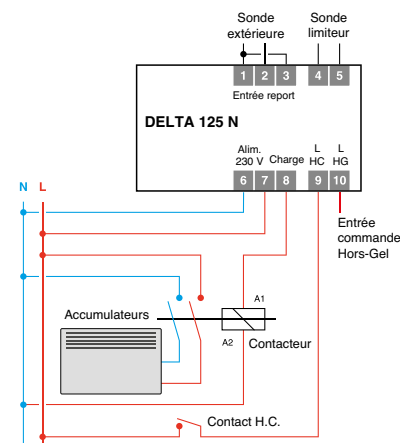 Sonde
extérieure
Sonde
limiteur
1 2 3 4 5
Entrée report
DELTA 125 N
Alim.
230 V
Charge
L
HC
L
HG
6 7 8 9 10
N L
Entrée
commande
Hors-Gel
Accumulateurs
A1
A2
Contacteur
Contact H.C.